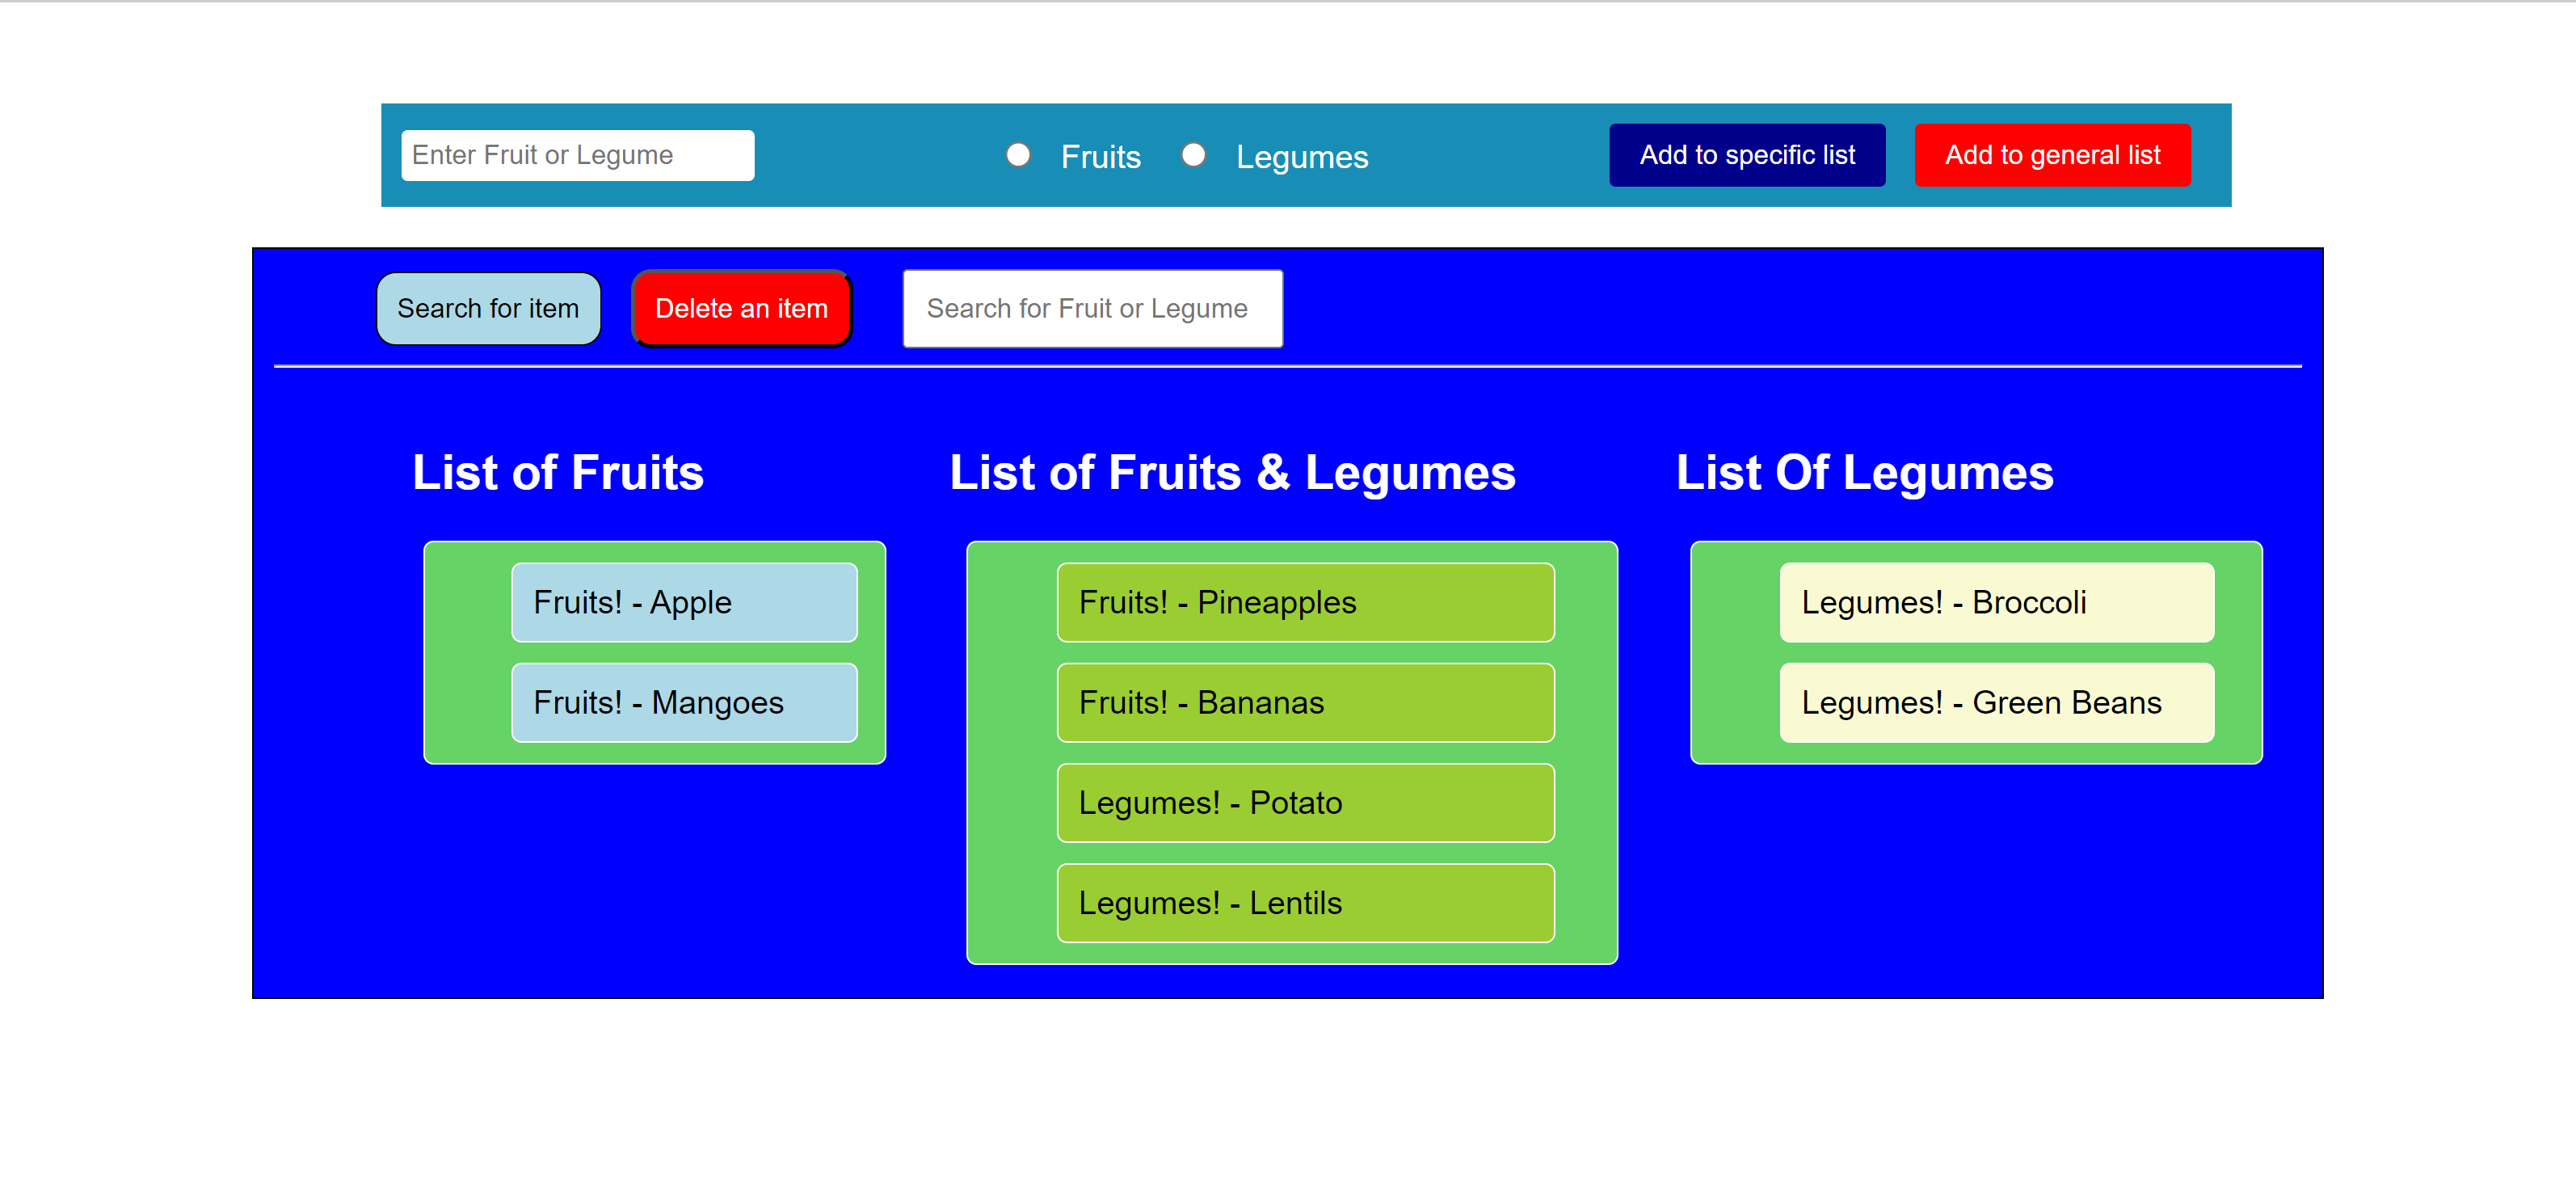 Enter Fruit or Legume
Fruits
Legumes
Add to specific list
Add to general list
Search for item
Delete an item
Search for Fruit or Legume
List of Fruits
Fruits! - Apple
Fruits! - Mangoes
List of Fruits & Legumes
Fruits! - Pineapples
Fruits! - Bananas
Legumes! - Potato
Legumes! - Lentils
List Of Legumes
Legumes! - Broccoli
Legumes! - Green Beans